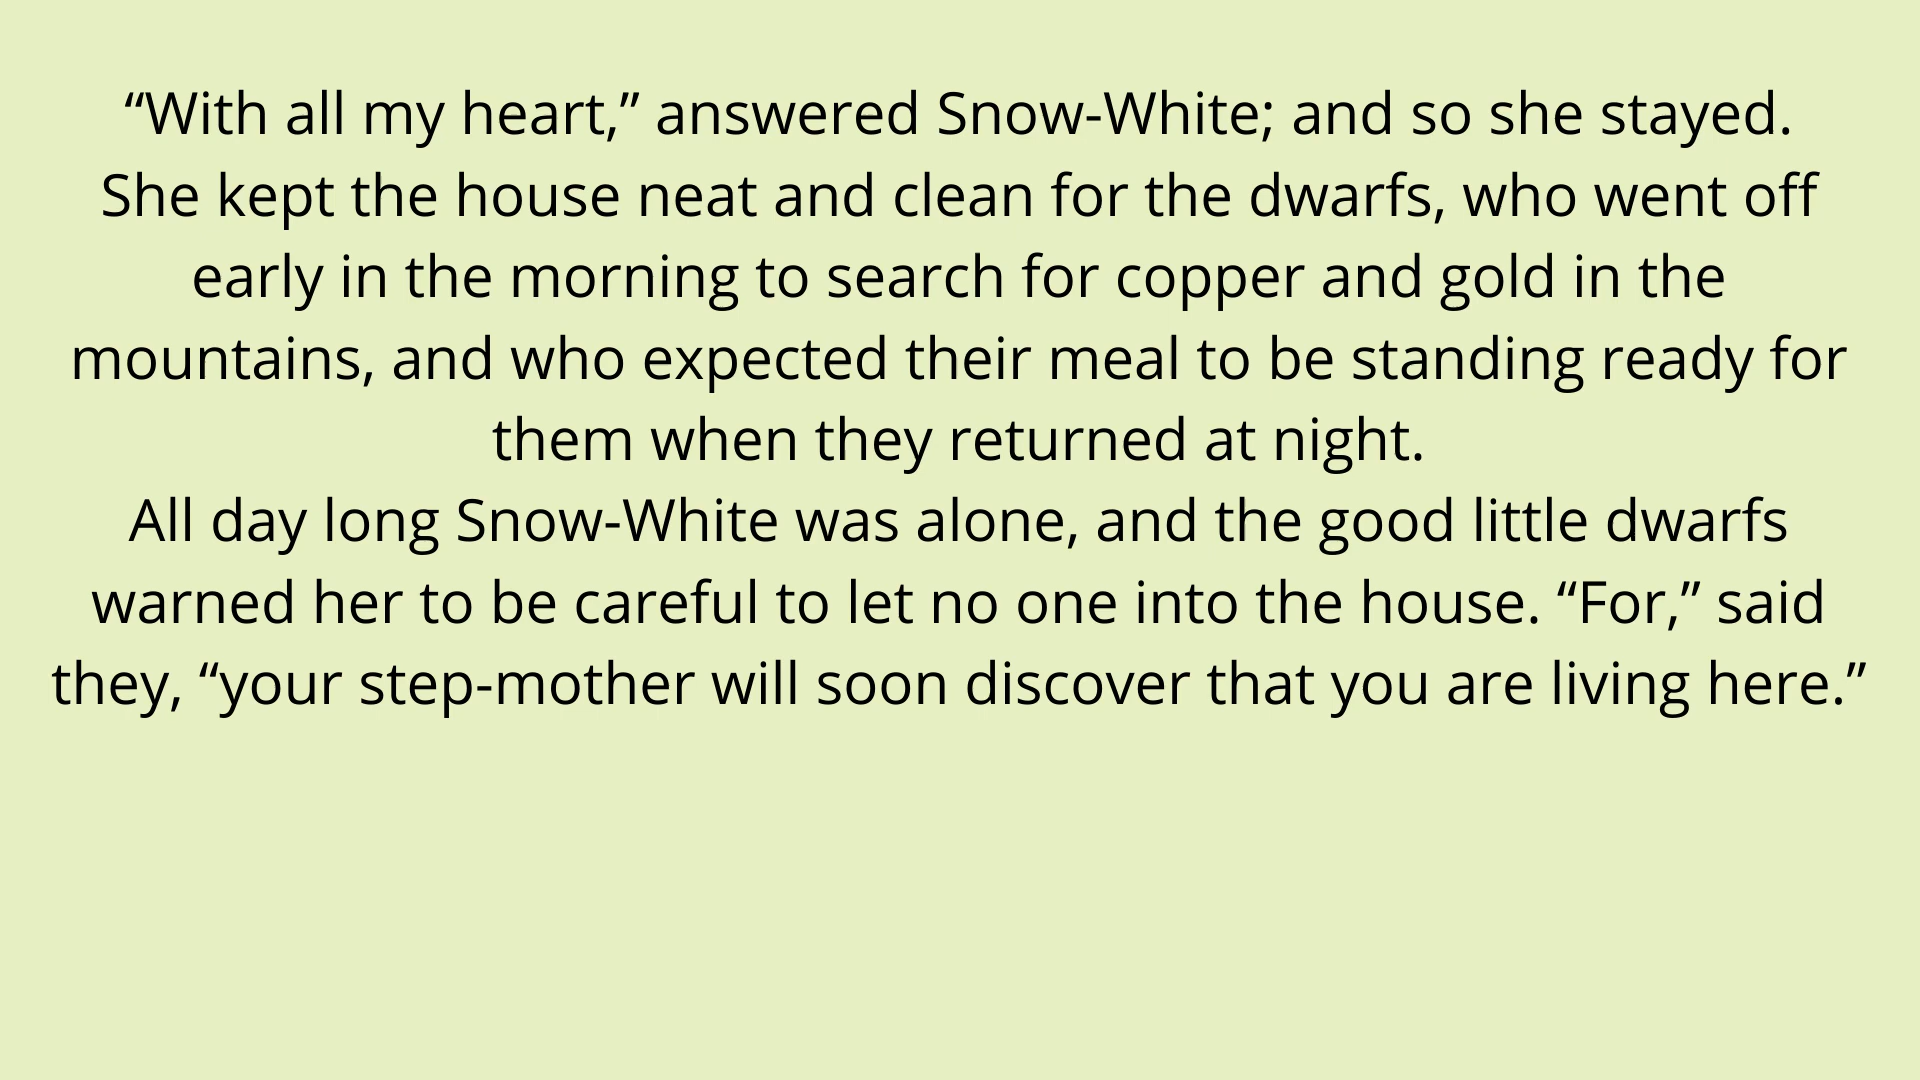 “With all my heart,” answered Snow-White; and so she stayed.
She kept the house neat and clean for the dwarfs, who went off
early in the morning to search for copper and gold in the
mountains, and who expected their meal to be standing ready for
them when they returned at night.
All day long Snow-White was alone, and the good little dwarfs
warned her to be careful to let no one into the house. “For,” said
they, “your step-mother will soon discover that you are living here.”